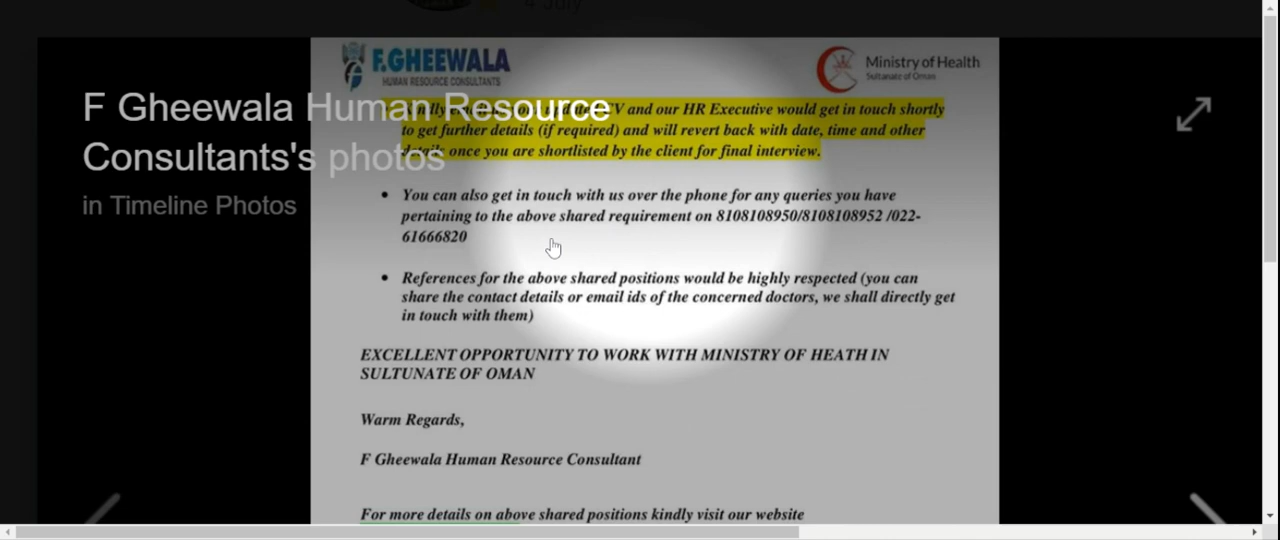 4 July
F.GHEEWALA
HUMAN RESOURCE CONSULTANTS
Ministry of Health
Sultanate of Oman
F Gheewala Human Resource
Consultants's photos
in Timeline Photos
CV and our HR Executive would get in touch shortly
to get further details (if required) and will revert back with date, time and other
details once you are shortlisted by the client for final interview.
• You can also get in touch with us over the phone for any queries you have
pertaining to the above shared requirement on 8108108950/8108108952 /022-
61666820
• References for the above shared positions would be highly respected (you can
share the contact details or email ids of the concerned doctors, we shall directly get
in touch with them)
EXCELLENT OPPORTUNITY TO WORK WITH MINISTRY OF HEATH IN
SULTUNATE OF OMAN
Warm Regards,
F Gheewala Human Resource Consultant
For more details on above shared positions kindly visit our website